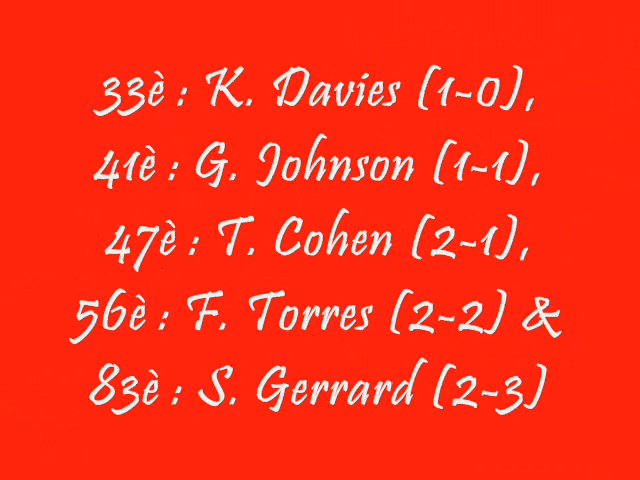 33è : K. Davies (1-0),
41è : G. Johnson (1-1),
47è : T. Cohen (2-1),
56è : F. Torres (2-2) &
83è : S. Gerrard (2-3)